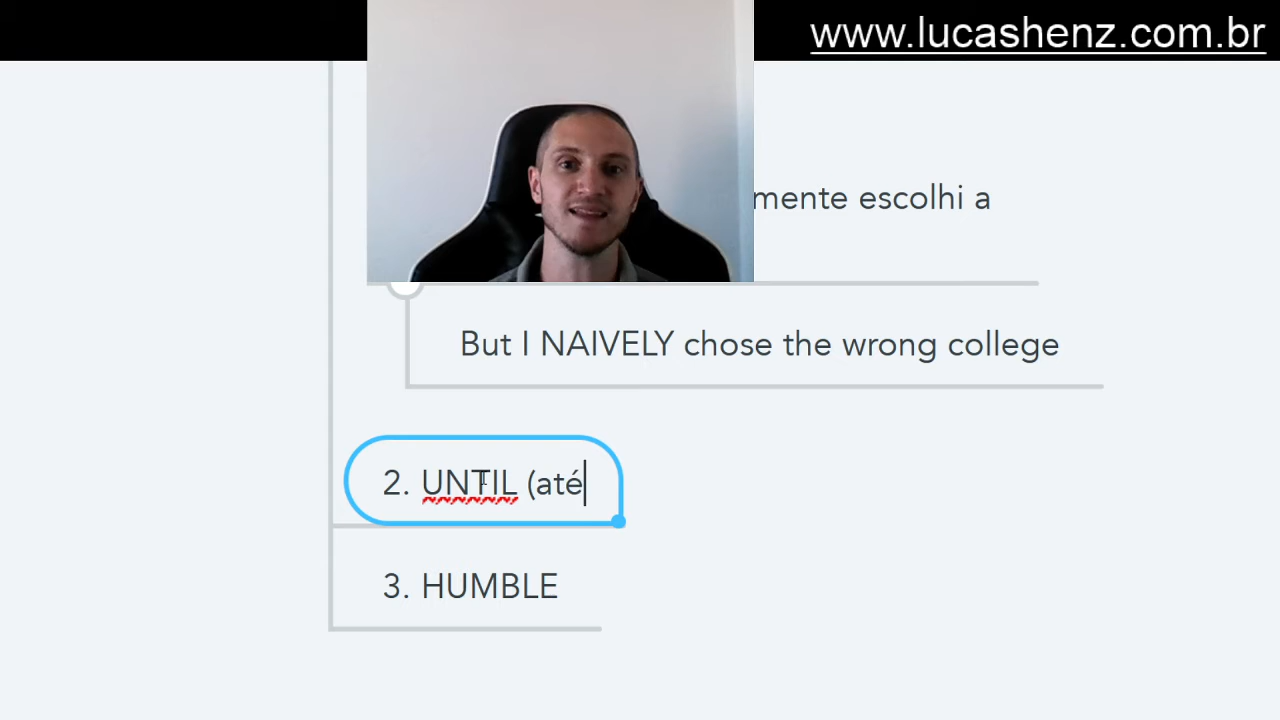 www.lucashenz.com.br
mente escolhi a
But I NAIVELY chose the wrong college
2. UNTIL (até
3. HUMBLE